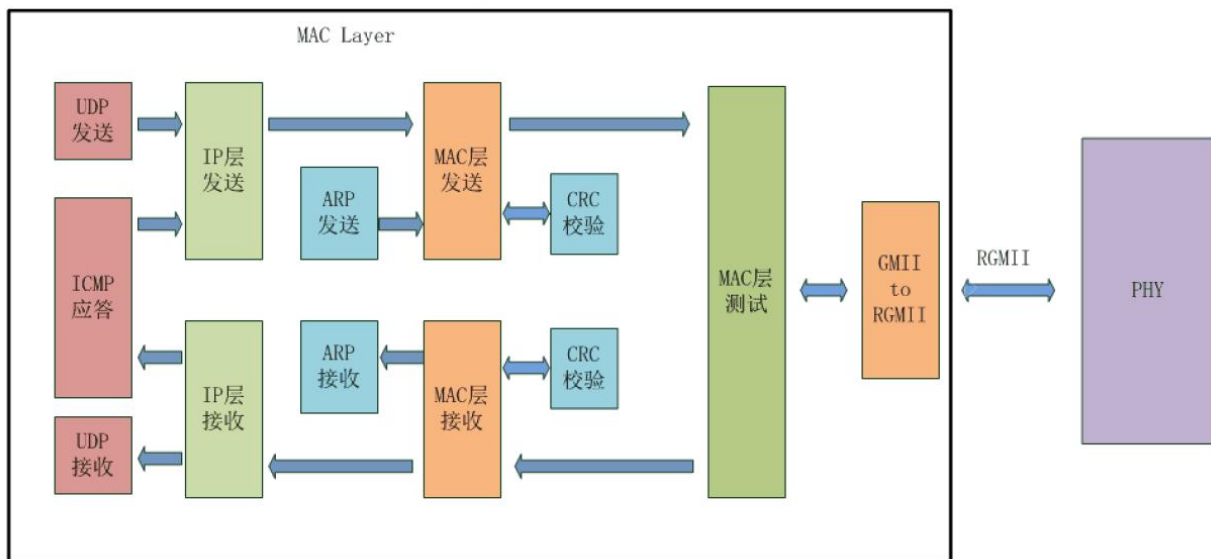 MAC Layer
UDP
发送
IP层
发送
MAC层
发送
ARP
发送
CRC
校验
ICMP
应答
MAC层
测试
GMII
to
RGMII
RGMII
PHY
IP层
接收
ARP
接收
MAC层
接收
CRC
校验
UDP
接收